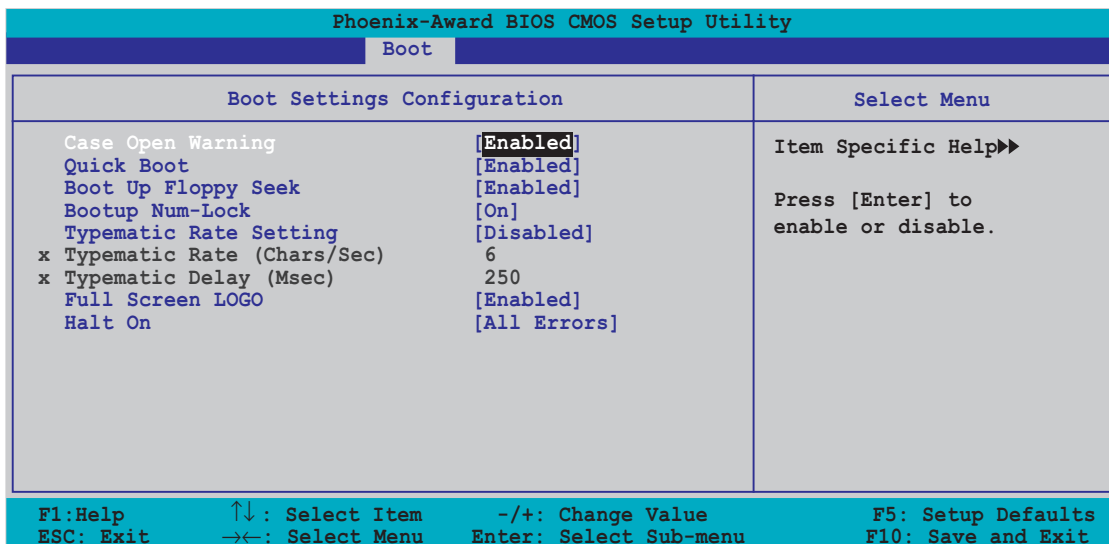 Phoenix-Award BIOS CMOS Setup Utility
Boot
Boot Settings Configuration
Select Menu
Case Open Warning [Enabled]
Quick Boot [Enabled]
Boot Up Floppy Seek [Enabled]
Bootup Num-Lock [On]
Typematic Rate Setting [Disabled]
x Typematic Rate (Chars/Sec) 6
x Typematic Delay (Msec) 250
Full Screen LOGO [Enabled]
Halt On [All Errors]
Item Specific Help▶▶
Press [Enter] to
enable or disable.
F1:Help ↑↓: Select Item -/+: Change Value F5: Setup Defaults
ESC: Exit →←: Select Menu Enter: Select Sub-menu F10: Save and Exit